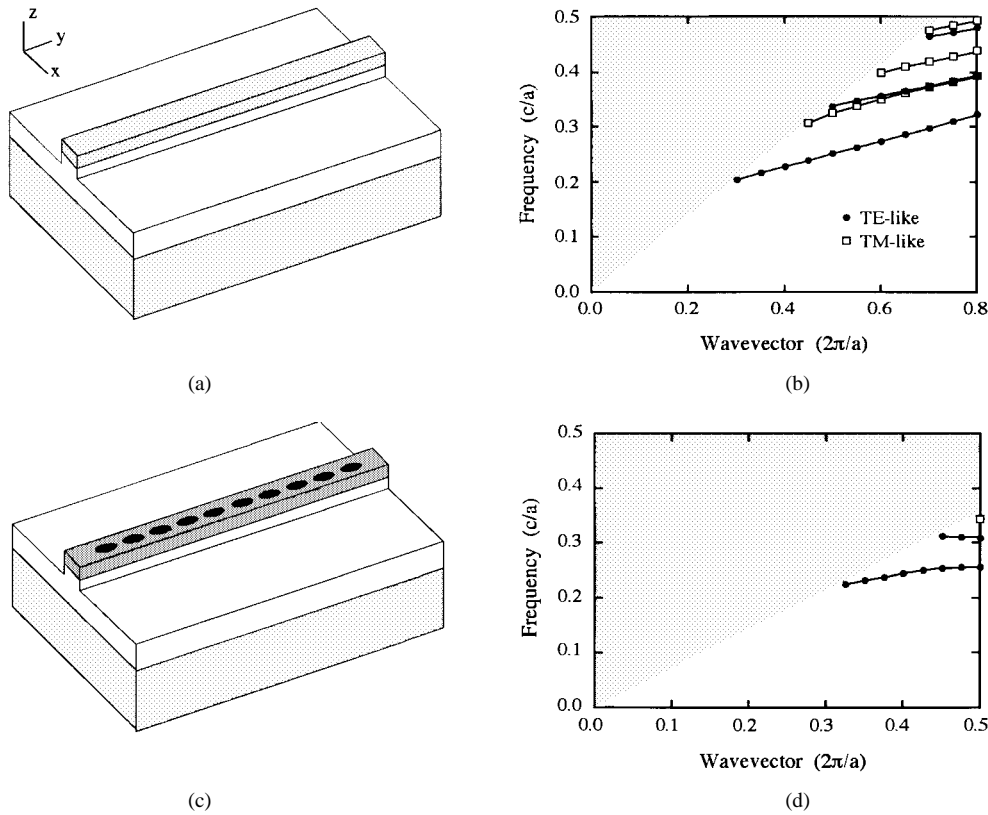 z
y
x
(a)
0.5
0.4
0.3
0.2
0.1
0.0
Frequency (c/a)
TE-like
TM-like
0.0 0.2 0.4 0.6 0.8
Wavevector (2π/a)
(b)
(c)
0.5
0.4
0.3
0.2
0.1
0.0
Frequency (c/a)
0.0 0.1 0.2 0.3 0.4 0.5
Wavevector (2π/a)
(d)